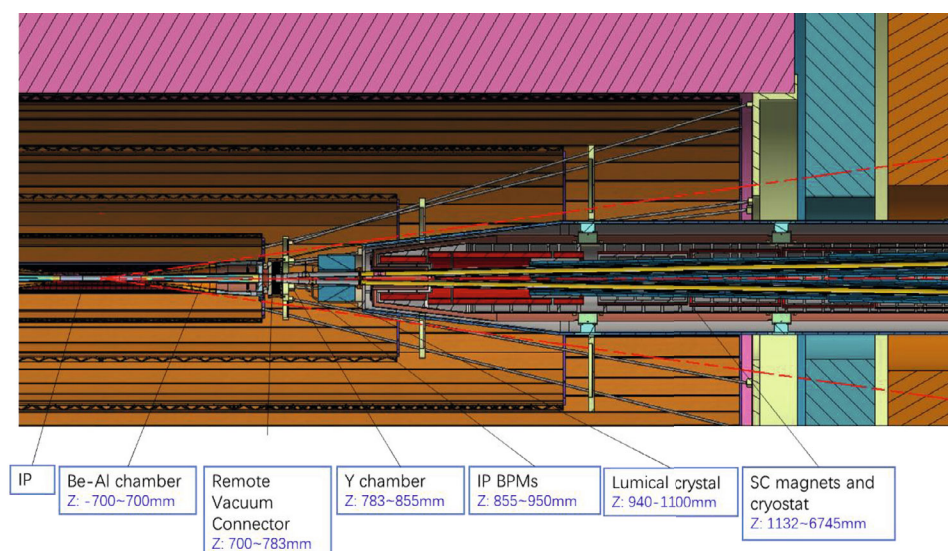 IP
Be-Al chamber
Z: -700~700mm
Remote
Vacuum
Connector
Z: 700~783mm
Y chamber
Z: 783~855mm
IP BPMs
Z: 855~950mm
Lumical crystal
Z: 940-1100mm
SC magnets and
cryostat
Z: 1132~6745mm